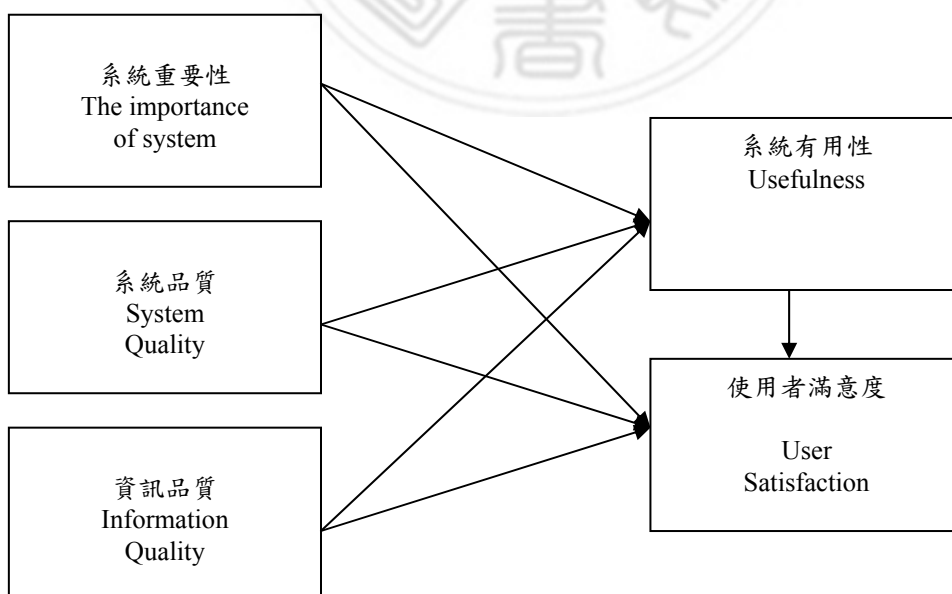 系統重要性
The importance
of system
系統品質
System
Quality
資訊品質
Information
Quality
系統有用性
Usefulness
使用者滿意度
User
Satisfaction